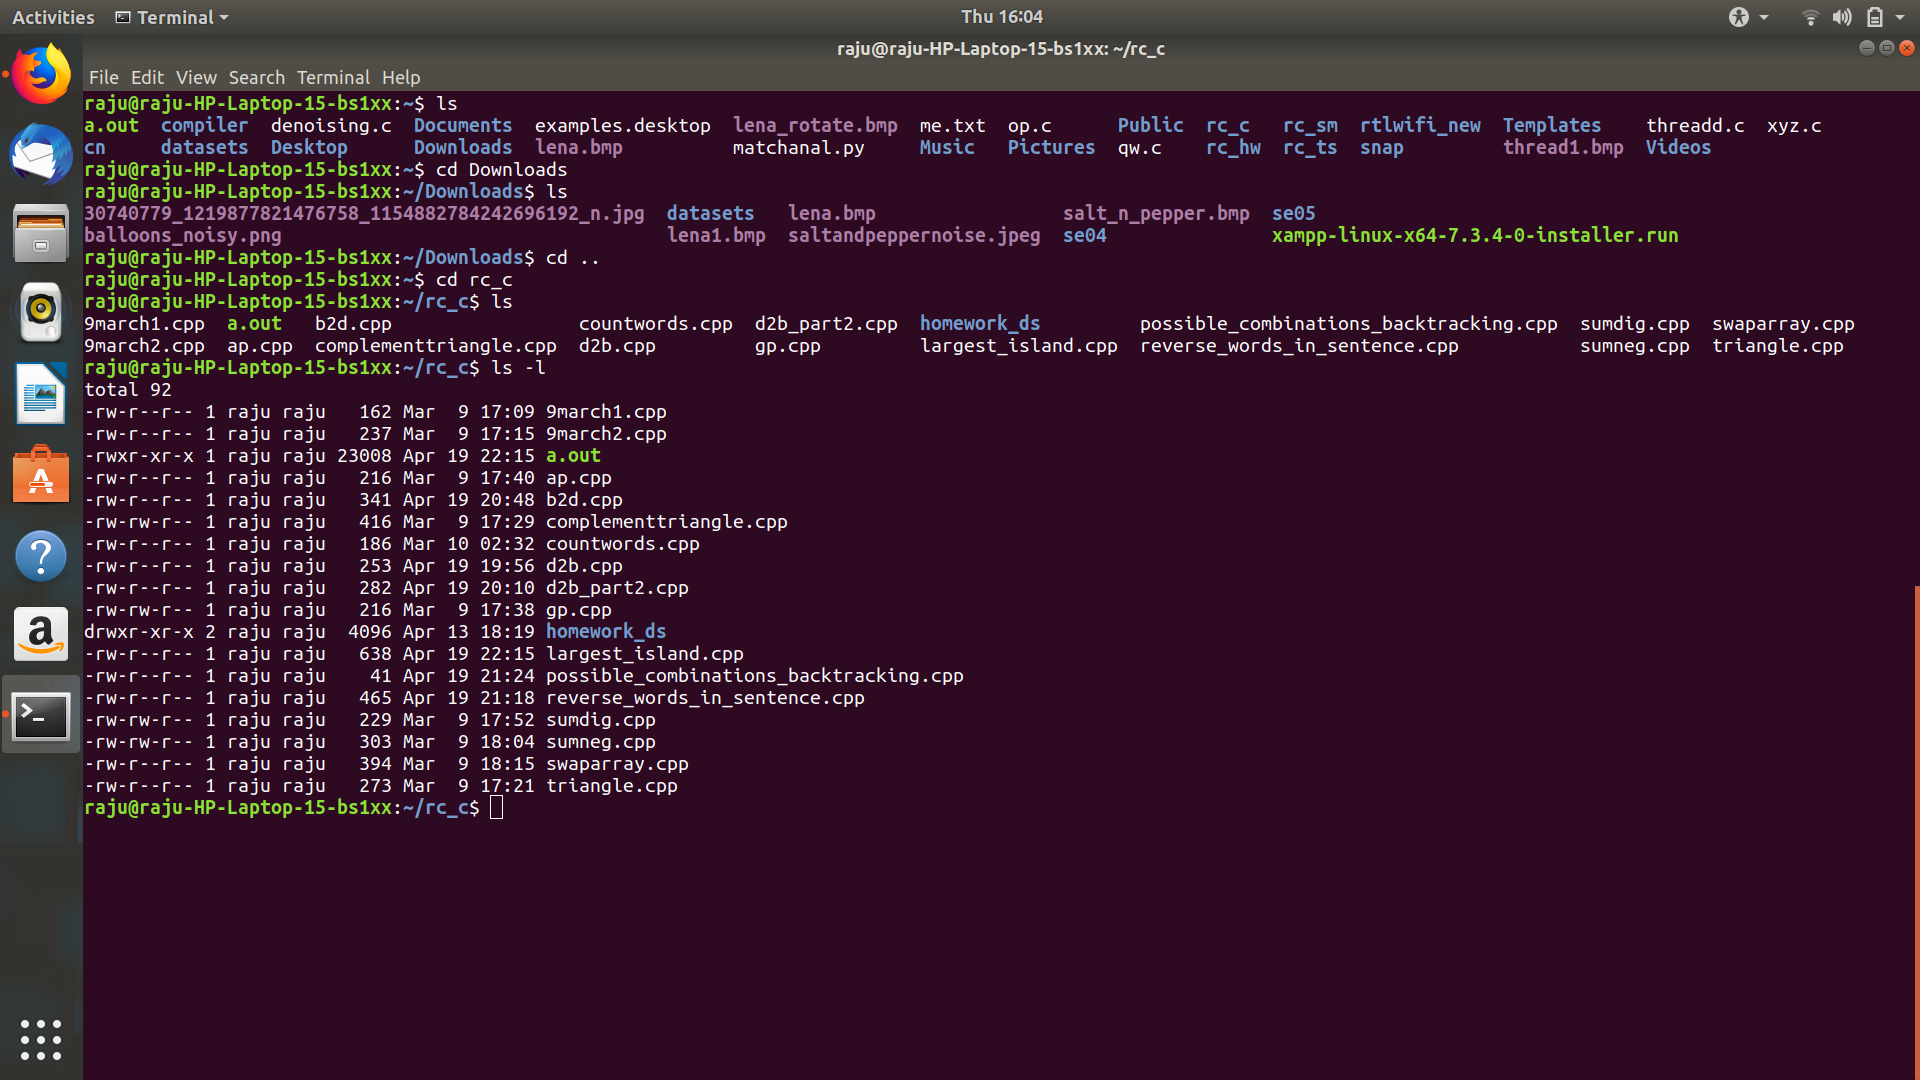 Activities Terminal Thu 16:04
raju@raju-HP-Laptop-15-bs1xx: ~/rc_c
File Edit View Search Terminal Help
raju@raju-HP-Laptop-15-bs1xx:~$ ls
a.out compiler denoising.c Documents examples.desktop lena_rotate.bmp me.txt op.c Public rc_c rc_sm rtlwifi_new Templates threadd.c xyz.c
cn datasets Desktop Downloads lena.bmp matchanal.py Music Pictures qw.c rc_hw rc_ts snap thread1.bmp Videos
raju@raju-HP-Laptop-15-bs1xx:~$ cd Downloads
raju@raju-HP-Laptop-15-bs1xx:~/Downloads$ ls
30740779_1219877821476758_1154882784242696192_n.jpg datasets lena.bmp salt_n_pepper.bmp se05
balloons_noisy.png lena1.bmp saltandpeppernoise.jpeg se04 xampp-linux-x64-7.3.4-0-installer.run
raju@raju-HP-Laptop-15-bs1xx:~/Downloads$ cd ..
raju@raju-HP-Laptop-15-bs1xx:~$ cd rc_c
raju@raju-HP-Laptop-15-bs1xx:~/rc_c$ ls
9march1.cpp a.out b2d.cpp countwords.cpp d2b_part2.cpp homework_ds possible_combinations_backtracking.cpp sumdig.cpp swaparray.cpp
9march2.cpp ap.cpp complementtriangle.cpp d2b.cpp gp.cpp largest_island.cpp reverse_words_in_sentence.cpp sumneg.cpp triangle.cpp
raju@raju-HP-Laptop-15-bs1xx:~/rc_c$ ls -l
total 92
-rw-r--r-- 1 raju raju 162 Mar 9 17:09 9march1.cpp
-rw-r--r-- 1 raju raju 237 Mar 9 17:15 9march2.cpp
-rwxr-xr-x 1 raju raju 23008 Apr 19 22:15 a.out
-rw-r--r-- 1 raju raju 216 Mar 9 17:40 ap.cpp
-rw-r--r-- 1 raju raju 341 Apr 19 20:48 b2d.cpp
-rw-rw-r-- 1 raju raju 416 Mar 9 17:29 complementtriangle.cpp
-rw-r--r-- 1 raju raju 186 Mar 10 02:32 countwords.cpp
-rw-r--r-- 1 raju raju 253 Apr 19 19:56 d2b.cpp
-rw-r--r-- 1 raju raju 282 Apr 19 20:10 d2b_part2.cpp
-rw-rw-r-- 1 raju raju 216 Mar 9 17:38 gp.cpp
drwxr-xr-x 2 raju raju 4096 Apr 13 18:19 homework_ds
-rw-r--r-- 1 raju raju 638 Apr 19 22:15 largest_island.cpp
-rw-r--r-- 1 raju raju 41 Apr 19 21:24 possible_combinations_backtracking.cpp
-rw-r--r-- 1 raju raju 465 Apr 19 21:18 reverse_words_in_sentence.cpp
-rw-rw-r-- 1 raju raju 229 Mar 9 17:52 sumdig.cpp
-rw-rw-r-- 1 raju raju 303 Mar 9 18:04 sumneg.cpp
-rw-r--r-- 1 raju raju 394 Mar 9 18:15 swaparray.cpp
-rw-r--r-- 1 raju raju 273 Mar 9 17:21 triangle.cpp
raju@raju-HP-Laptop-15-bs1xx:~/rc_c$